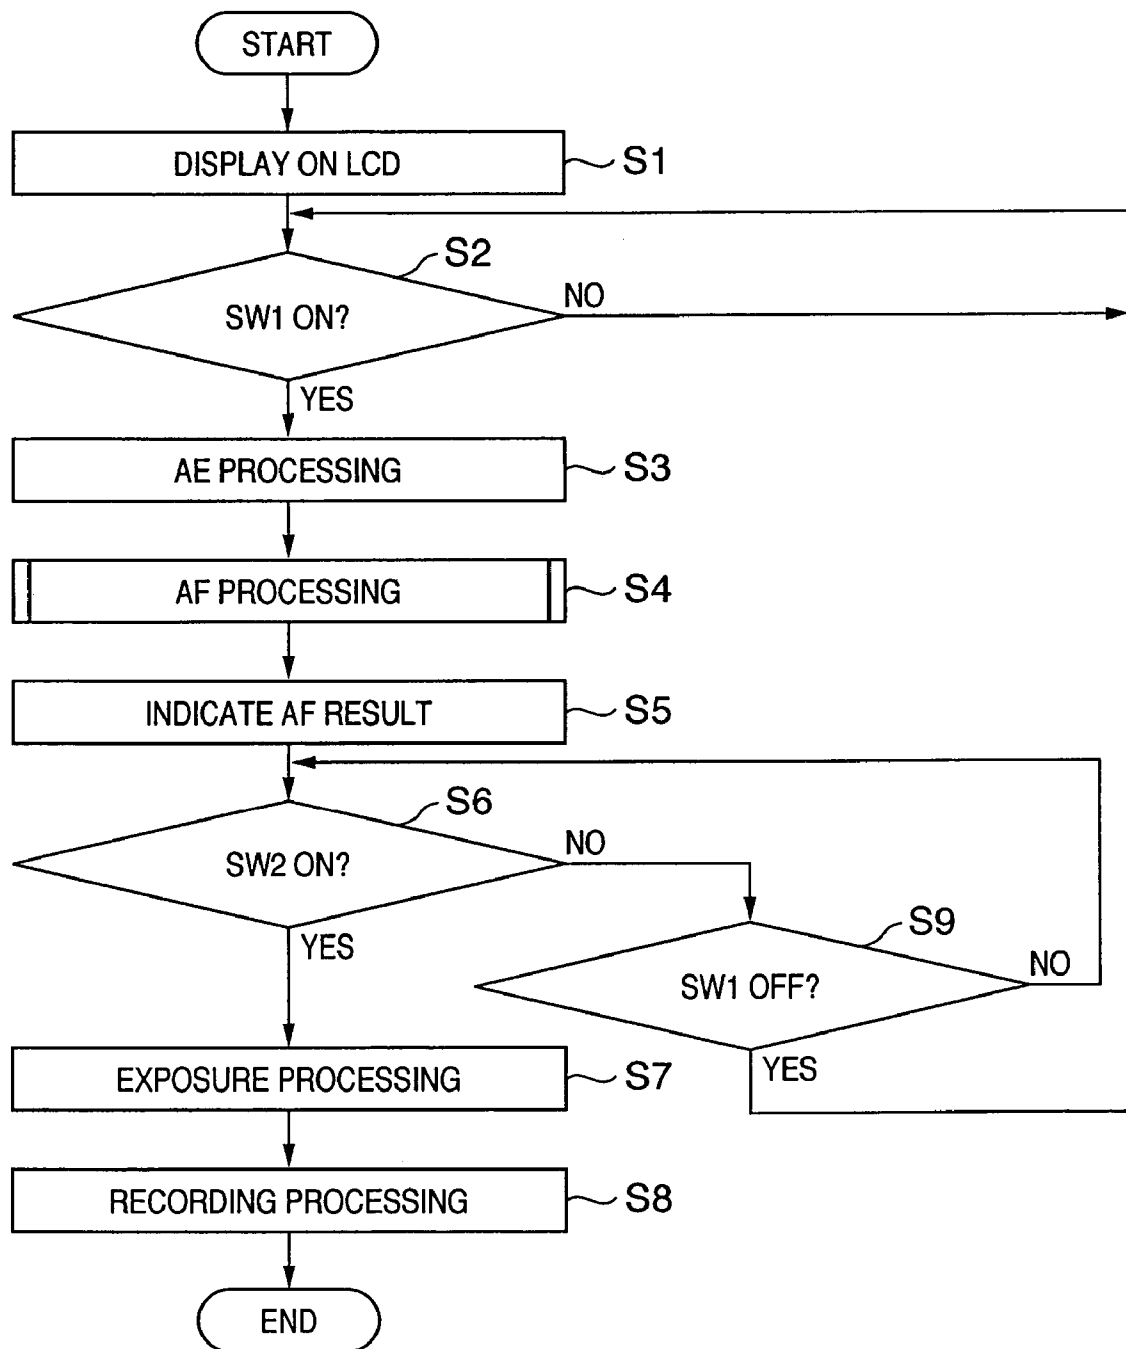 START
DISPLAY ON LCD
S1
S2
SW1 ON?
NO
YES
AE PROCESSING
S3
AF PROCESSING
S4
INDICATE AF RESULT
S5
S6
SW2 ON?
NO
YES
S9
SW1 OFF?
NO
YES
EXPOSURE PROCESSING
S7
RECORDING PROCESSING
S8
END